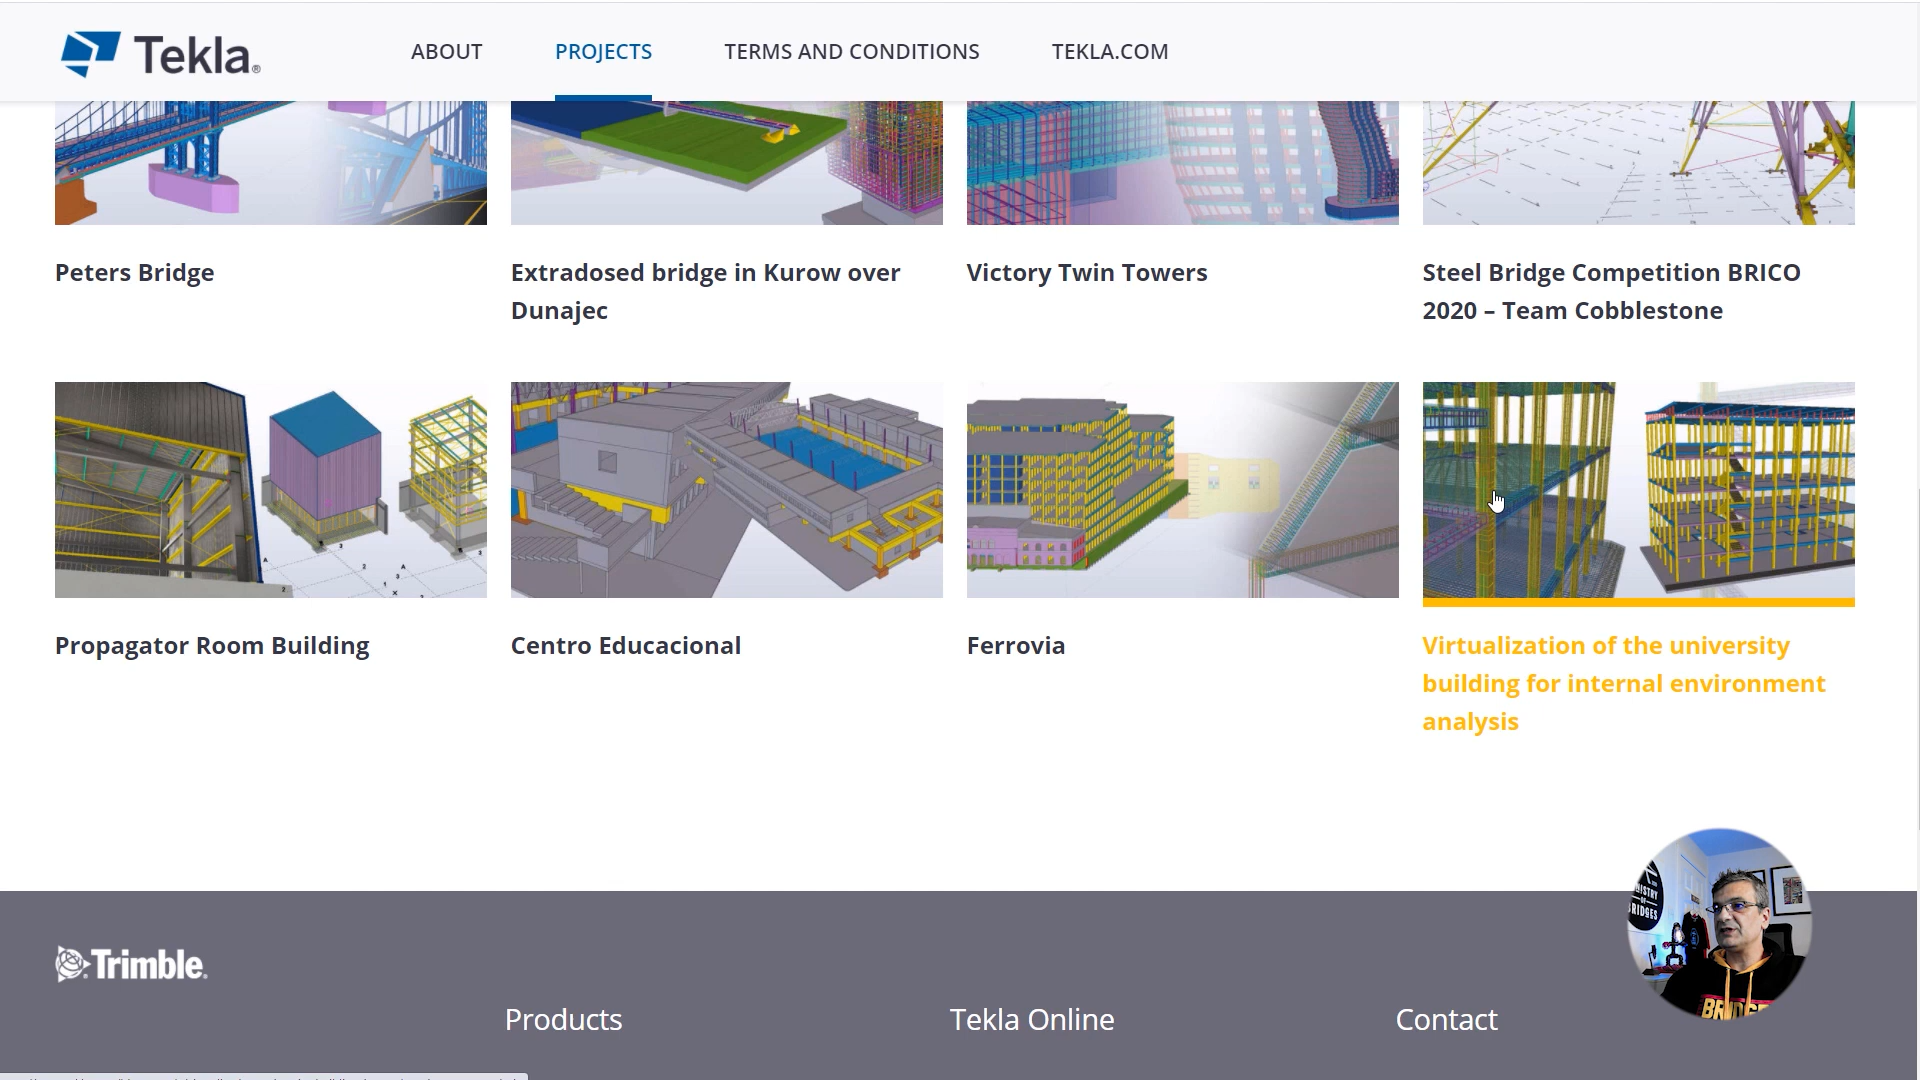 Tekla®
ABOUT
PROJECTS
TERMS AND CONDITIONS
TEKLA.COM
Peters Bridge
Extradosed bridge in Kurow over
Dunajec
Victory Twin Towers
Steel Bridge Competition BRICO
2020 – Team Cobblestone
Propagator Room Building
Centro Educacional
Ferrovia
Virtualization of the university
building for internal environment
analysis
Trimble.
Products
Tekla Online
Contact